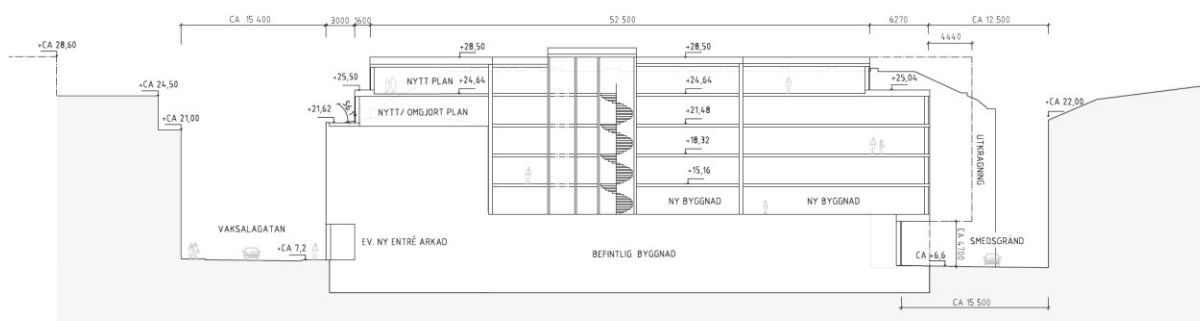 CA 15 400
3000
1600
52 500
6270
CA 12 500
4440
+CA 28,60
+28,50
+28,50
NYTT PLAN
+24,64
+24,64
+25,04
+25,50
+CA 24,50
+21,62
NYTT/ OMGJORT PLAN
+21,48
+CA 22,00
+CA 21,00
+18,32
+15,16
UTKRAGNING
NY BYGGNAD
NY BYGGNAD
VAKSALAGATAN
EV. NY ENTRÉ ARKAD
BEFINTLIG BYGGNAD
SMEDSGRÄND
+CA 7,2
CA 4700
CA +6,6
CA 15 500